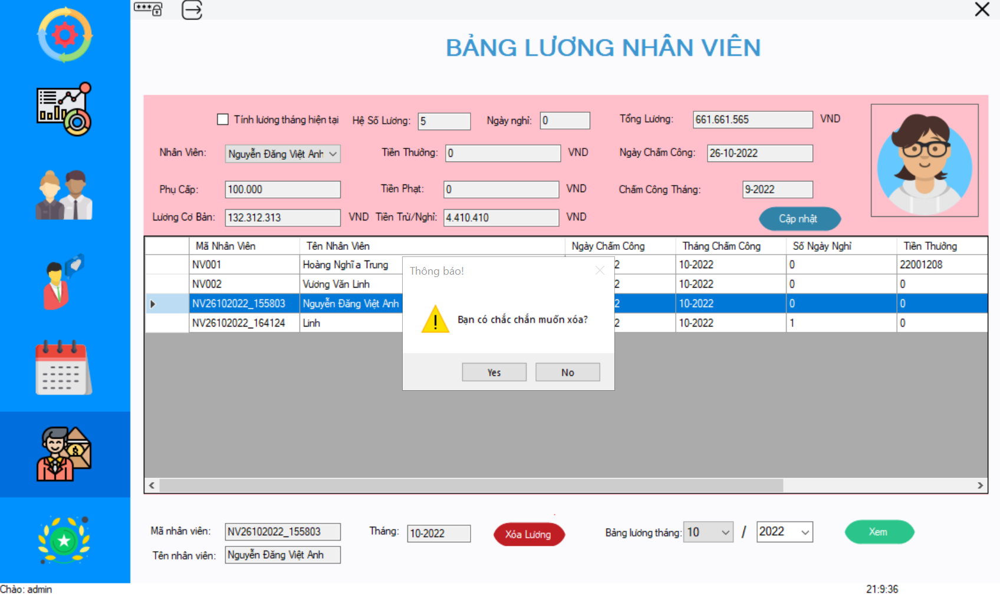 ***
BẢNG LƯƠNG NHÂN VIÊN
Tính lương tháng hiện tại Hệ Số Lương: 5 Ngày nghỉ: 0 Tổng Lương: 661.661.565 VND
Nhân Viên: Nguyễn Đăng Việt Anh Tiền Thưởng: 0 VND Ngày Chấm Công: 26-10-2022
Phụ Cấp: 100.000 Tiền Phạt: 0 VND Chấm Công Tháng: 9-2022
Lương Cơ Bản: 132.312.313 VND Tiền Trừ/Nghỉ: 4.410.410 VND
Cập nhật
Mã Nhân Viên Tên Nhân Viên Ngày Chấm Công Tháng Chấm Công Số Ngày Nghỉ Tiền Thưởng
NV001 Hoàng Nghĩa Trung 2 10-2022 0 22001208
NV002 Vương Văn Linh 2 10-2022 0 0
NV26102022_155803 Nguyễn Đăng Việt Anh 2 10-2022 0 0
NV26102022_164124 Linh 2 10-2022 1 0
Thông báo!
Bạn có chắc chắn muốn xóa?
Yes No
Mã nhân viên: NV26102022_155803 Tháng: 10-2022 Xóa Lương Bảng lương tháng: 10 / 2022 Xem
Tên nhân viên: Nguyễn Đăng Việt Anh
Chào: admin 21:9:36